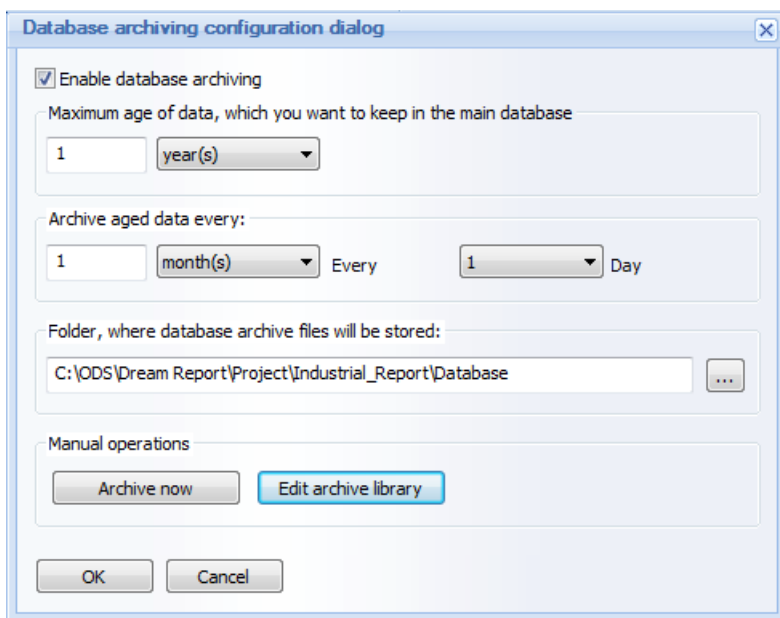 Database archiving configuration dialog
Enable database archiving
Maximum age of data, which you want to keep in the main database
1 year(s)
Archive aged data every:
1 month(s) Every 1 Day
Folder, where database archive files will be stored:
C:\ODS\Dream Report\Project\Industrial_Report\Database ...
Manual operations
Archive now Edit archive library
OK Cancel